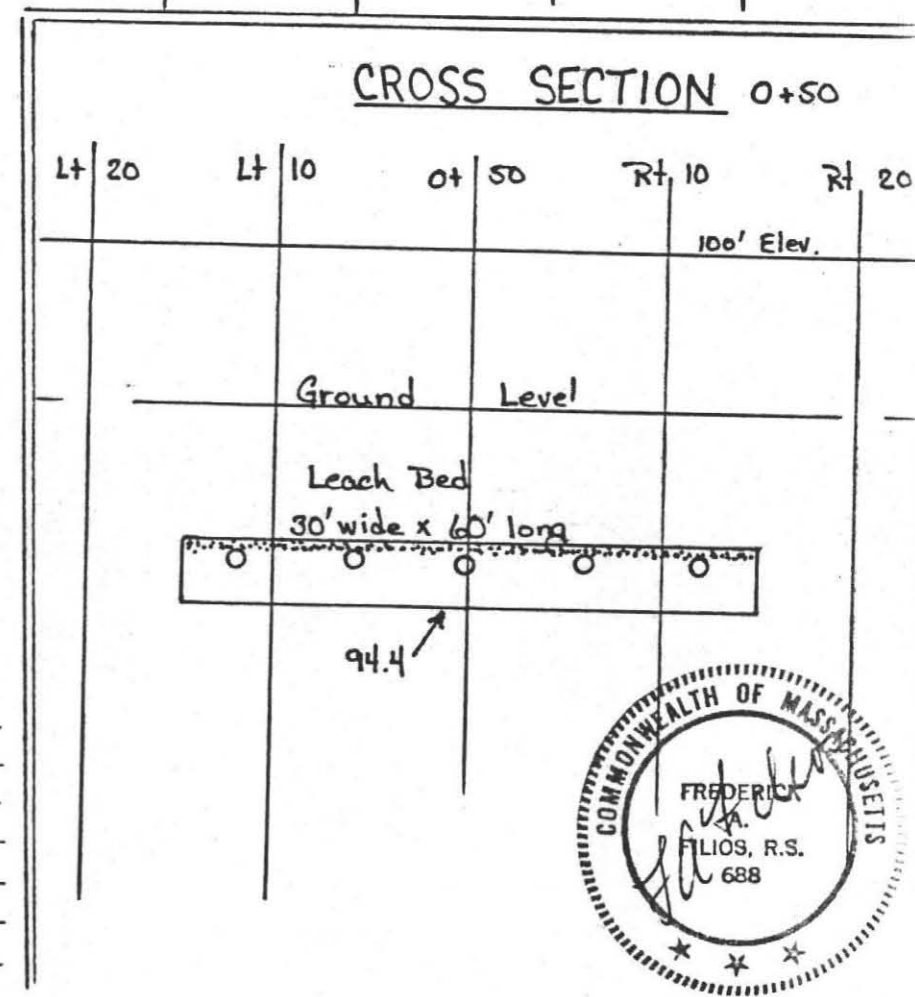 CROSS SECTION 0+50
Lt 20 Lt 10 0+ 50 Rt. 10 Rt. 20
100' Elev.
Ground Level
Leach Bed
30' wide x 60' long
94.4
COMMONWEALTH OF MASSACHUSETTS
FREDERICK
A.
FILIOS, R.S.
688